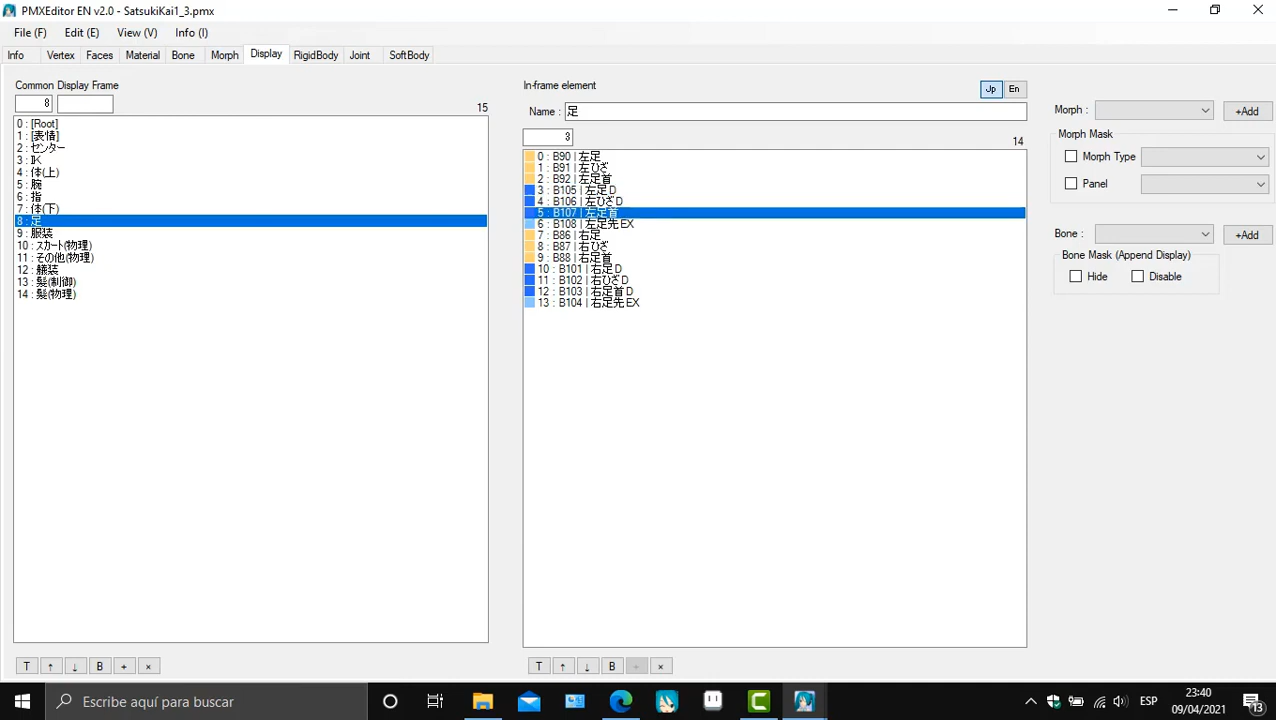 PMXEditor EN v2.0 - SatsukiKai1_3.pmx
File (F) Edit (E) View (V) Info (I)
Info Vertex Faces Material Bone Morph Display RigidBody Joint SoftBody
Common Display Frame
8
15
0 : [Root]
1 : [表情]
2 : センター
3 : IK
4 : 体(上)
5 : 腕
6 : 指
7 : 体(下)
8 : 足
9 : 服装
10 : スカート(物理)
11 : その他(物理)
12 : 艤装
13 : 髪(制御)
14 : 髪(物理)
T ↑ ↓ B + ×
In-frame element
Jp En
Name : 足
3
14
0 : B90 | 左足
1 : B91 | 左ひざ
2 : B92 | 左足首
3 : B105 | 左足D
4 : B106 | 左ひざD
5 : B107 | 左足首
6 : B108 | 左足先EX
7 : B86 | 右足
8 : B87 | 右ひざ
9 : B88 | 右足首
10 : B101 | 右足D
11 : B102 | 右ひざD
12 : B103 | 右足首D
13 : B104 | 右足先EX
T ↑ ↓ B + ×
Morph : +Add
Morph Mask
Morph Type
Panel
Bone : +Add
Bone Mask (Append Display)
Hide Disable
Escribe aquí para buscar
ESP
23:40
09/04/2021
13